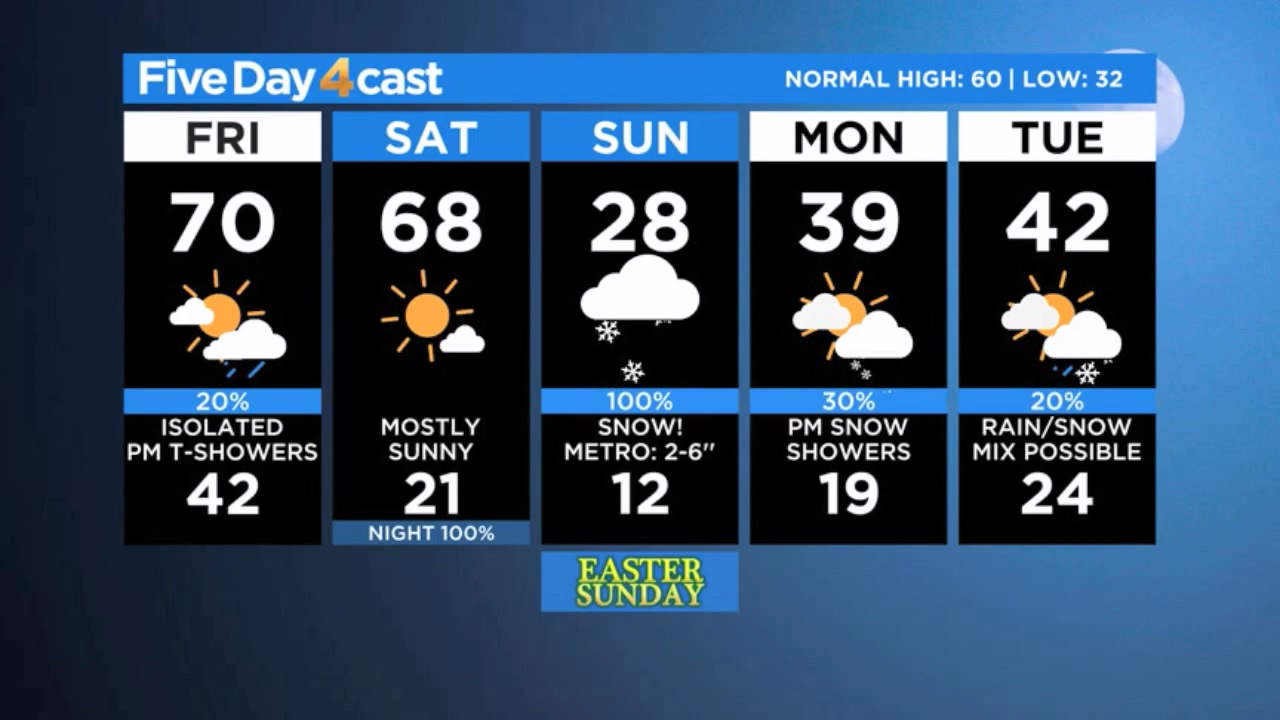 Five Day 4cast
NORMAL HIGH: 60 | LOW: 32
FRI
70
20%
ISOLATED
PM T-SHOWERS
42
SAT
68
MOSTLY
SUNNY
21
NIGHT 100%
SUN
28
100%
SNOW!
METRO: 2-6"
12
EASTER
SUNDAY
MON
39
30%
PM SNOW
SHOWERS
19
TUE
42
20%
RAIN/SNOW
MIX POSSIBLE
24